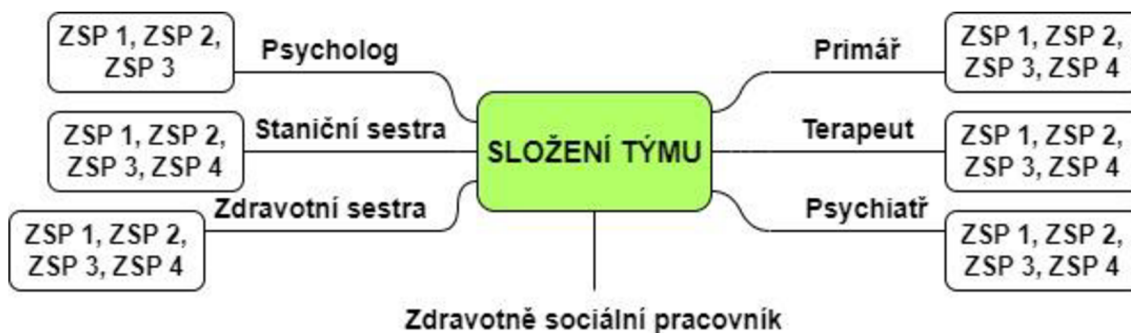 ZSP 1, ZSP 2,
ZSP 3
Psycholog
ZSP 1, ZSP 2,
ZSP 3, ZSP 4
Staniční sestra
ZSP 1, ZSP 2,
ZSP 3, ZSP 4
Zdravotní sestra
SLOŽENÍ TÝMU
Primář
ZSP 1, ZSP 2,
ZSP 3, ZSP 4
Terapeut
ZSP 1, ZSP 2,
ZSP 3, ZSP 4
Psychiatř
ZSP 1, ZSP 2,
ZSP 3, ZSP 4
Zdravotně sociální pracovník